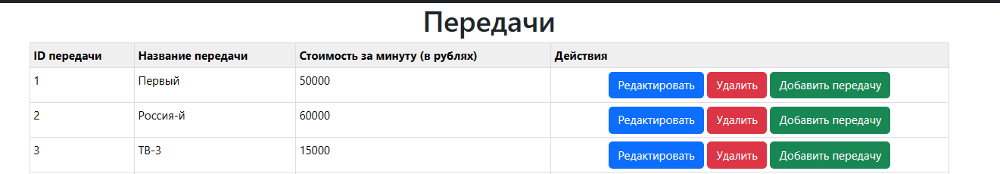 Передачи
ID передачи Название передачи Стоимость за минуту (в рублях) Действия
1 Первый 50000 Редактировать Удалить Добавить передачу
2 Россия-й 60000 Редактировать Удалить Добавить передачу
3 ТВ-3 15000 Редактировать Удалить Добавить передачу